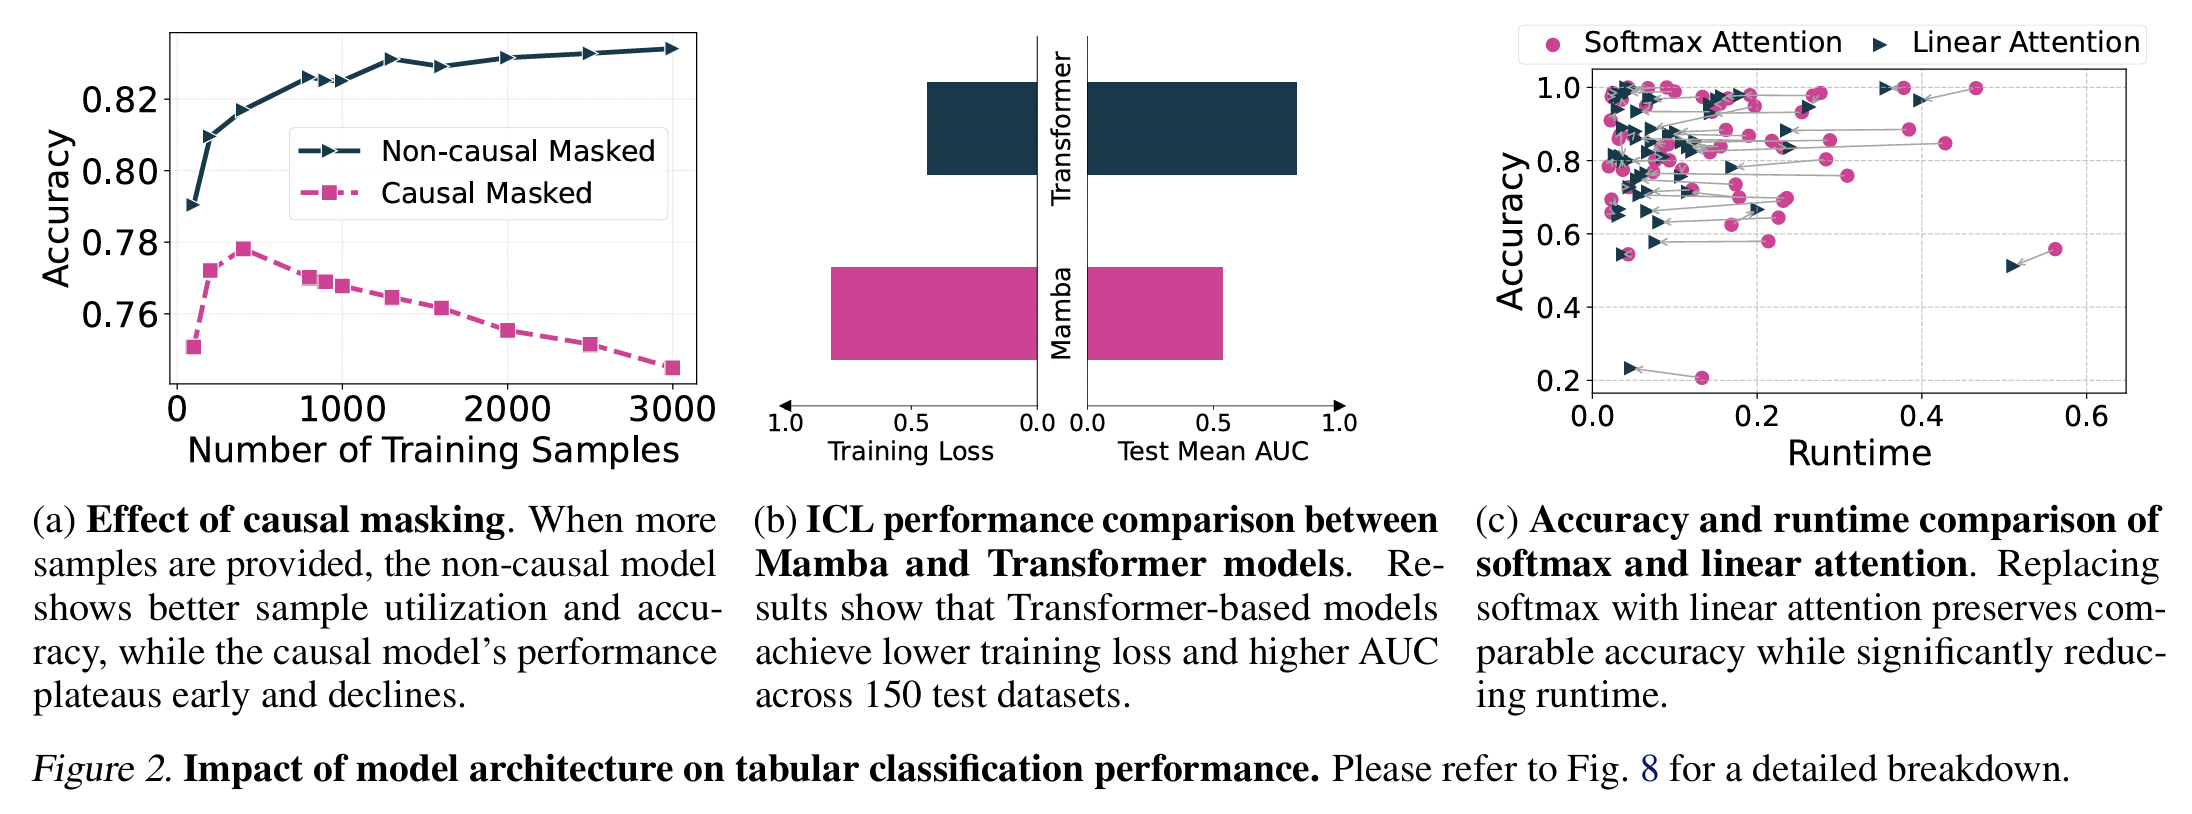 0.82
0.80
0.78
0.76
Accuracy
Non-causal Masked
Causal Masked
0 1000 2000 3000
Number of Training Samples
Transformer
Mamba
1.0 0.5 0.0 0.0 0.5 1.0
Training Loss Test Mean AUC
Softmax Attention Linear Attention
1.0
0.8
0.6
0.4
0.2
Accuracy
0.0 0.2 0.4 0.6
Runtime
(a) Effect of causal masking. When more
samples are provided, the non-causal model
shows better sample utilization and accu-
racy, while the causal model's performance
plateaus early and declines.
(b) ICL performance comparison between
Mamba and Transformer models. Re-
sults show that Transformer-based models
achieve lower training loss and higher AUC
across 150 test datasets.
(c) Accuracy and runtime comparison of
softmax and linear attention. Replacing
softmax with linear attention preserves com-
parable accuracy while significantly reduc-
ing runtime.
Figure 2. Impact of model architecture on tabular classification performance. Please refer to Fig. 8 for a detailed breakdown.